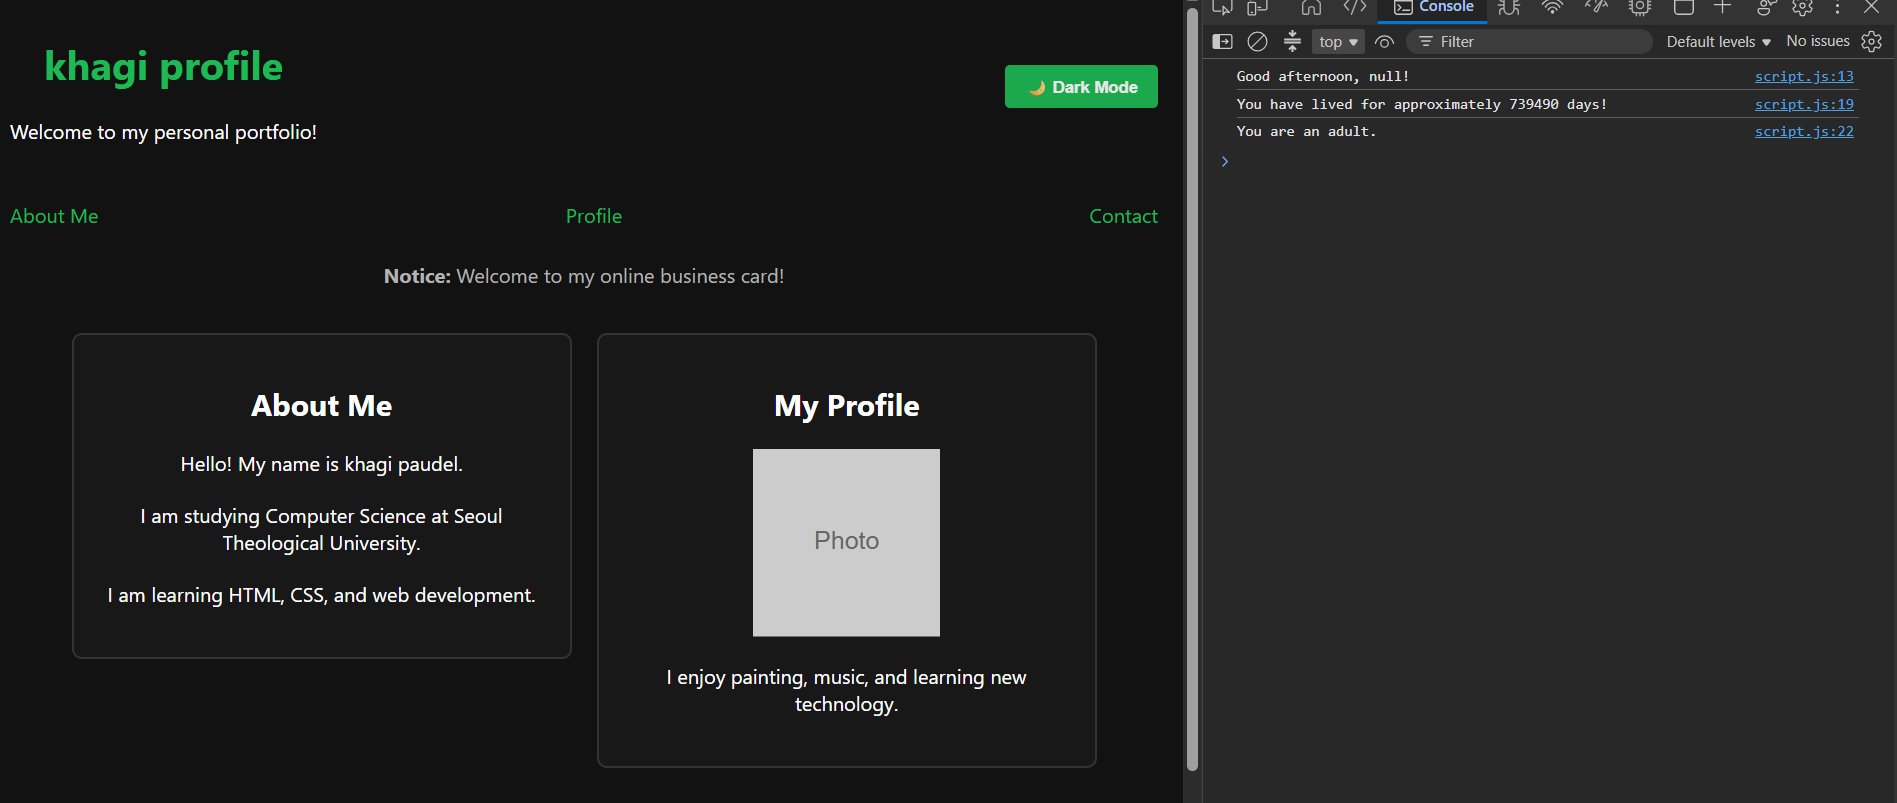 khagi profile
🌙 Dark Mode
Welcome to my personal portfolio!
About Me
Profile
Contact
Notice: Welcome to my online business card!
About Me
Hello! My name is khagi paudel.
I am studying Computer Science at Seoul
Theological University.
I am learning HTML, CSS, and web development.
My Profile
Photo
I enjoy painting, music, and learning new
technology.
Console
top
Filter
Default levels
No issues
Good afternoon, null! script.js:13
You have lived for approximately 739490 days! script.js:19
You are an adult. script.js:22